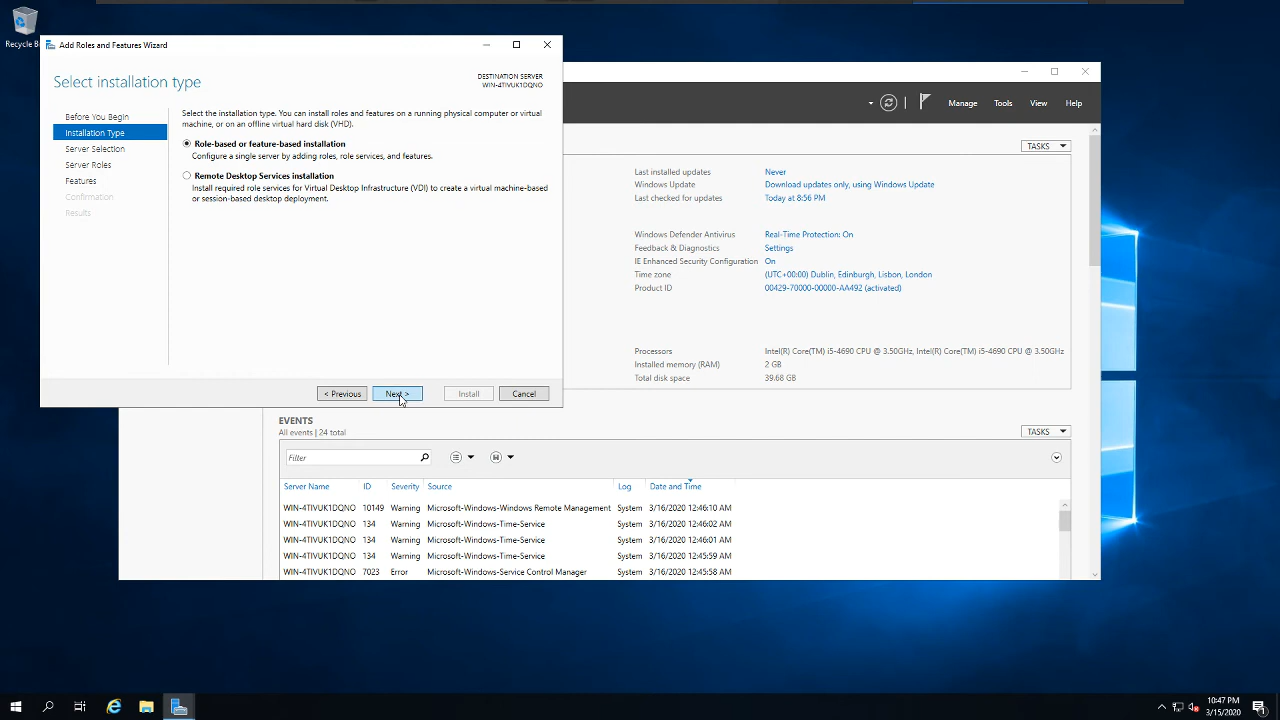 Recycle B
Add Roles and Features Wizard
Select installation type
DESTINATION SERVER
WIN-4TIVUK1DQNO
Before You Begin
Installation Type
Server Selection
Server Roles
Features
Confirmation
Results
Select the installation type. You can install roles and features on a running physical computer or virtual
machine, or on an offline virtual hard disk (VHD).
Role-based or feature-based installation
Configure a single server by adding roles, role services, and features.
Remote Desktop Services installation
Install required role services for Virtual Desktop Infrastructure (VDI) to create a virtual machine-based
or session-based desktop deployment.
< Previous
Next >
Install
Cancel
Manage
Tools
View
Help
TASKS
Last installed updates Never
Windows Update Download updates only, using Windows Update
Last checked for updates Today at 8:56 PM
Windows Defender Antivirus Real-Time Protection: On
Feedback & Diagnostics Settings
IE Enhanced Security Configuration On
Time zone (UTC+00:00) Dublin, Edinburgh, Lisbon, London
Product ID 00429-70000-00000-AA492 (activated)
Processors Intel(R) Core(TM) i5-4690 CPU @ 3.50GHz, Intel(R) Core(TM) i5-4690 CPU @ 3.50GHz
Installed memory (RAM) 2 GB
Total disk space 39.68 GB
EVENTS
All events | 24 total
TASKS
Filter
Server Name ID Severity Source Log Date and Time
WIN-4TIVUK1DQNO 10149 Warning Microsoft-Windows-Windows Remote Management System 3/16/2020 12:46:10 AM
WIN-4TIVUK1DQNO 134 Warning Microsoft-Windows-Time-Service System 3/16/2020 12:46:02 AM
WIN-4TIVUK1DQNO 134 Warning Microsoft-Windows-Time-Service System 3/16/2020 12:46:01 AM
WIN-4TIVUK1DQNO 134 Warning Microsoft-Windows-Time-Service System 3/16/2020 12:45:59 AM
WIN-4TIVUK1DQNO 7023 Error Microsoft-Windows-Service Control Manager System 3/16/2020 12:45:58 AM
10:47 PM
3/15/2020
1